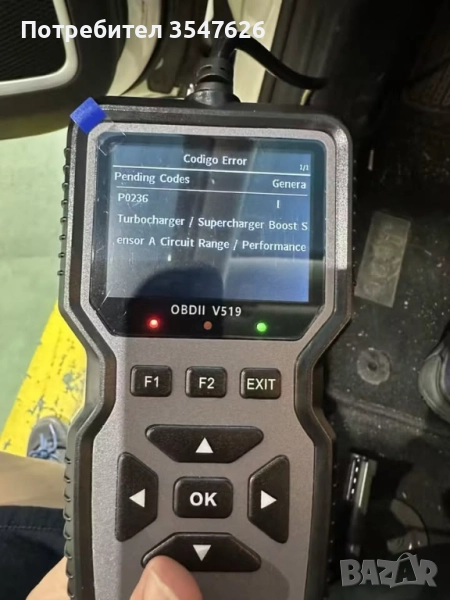 Потребител 3547626
Codigo Error
1/1
Pending Codes Genera
P0236 I
Turbocharger / Supercharger Boost S
ensor A Circuit Range / Performance
OBDII V519
F1 F2 EXIT
OK
BAZAR